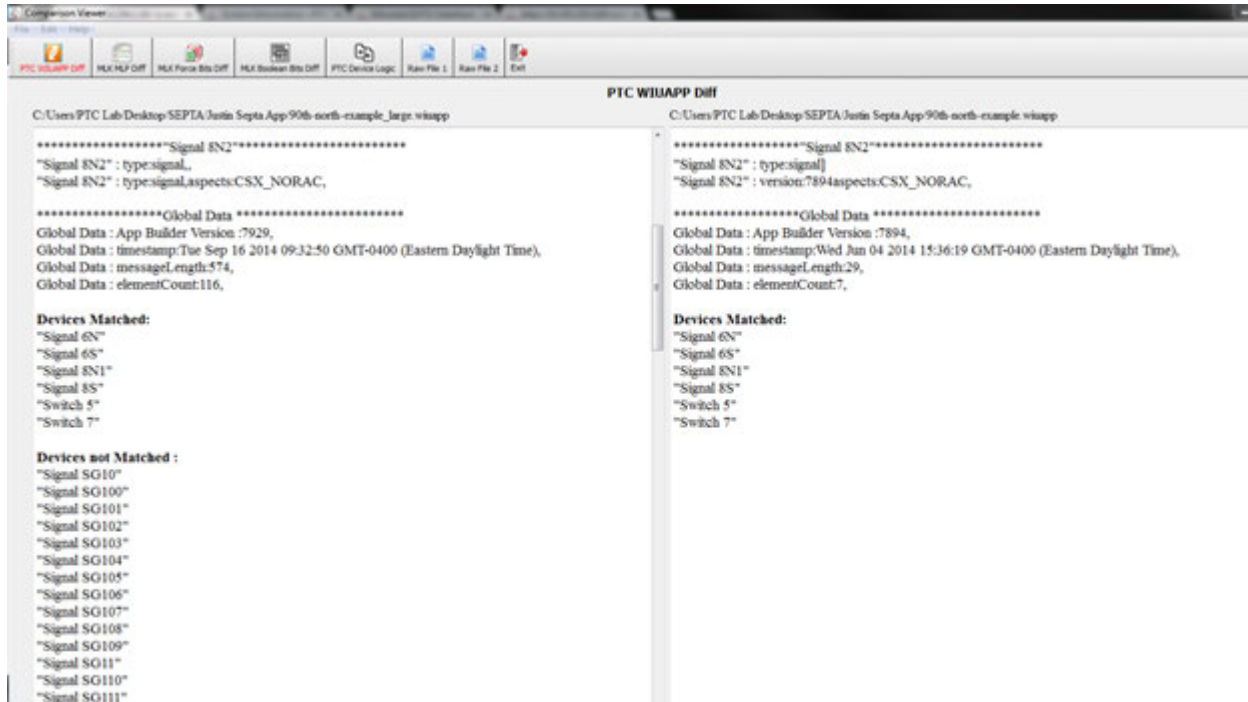 Comparison Viewer
File Edit Help
PTC WIUAPP Diff
MLK MLP Diff
MLK Force Bits Diff
MLK Boolean Bits Diff
PTC Device Logic
Raw File 1
Raw File 2
Exit
PTC WIUAPP Diff
C:/Users/PTC Lab/Desktop/SEPTA/Justin Septa App/90th-north-example_large.wiuapp
******************"Signal 8N2"************************
"Signal 8N2" : type:signal,,
"Signal 8N2" : type:signal,aspects:CSX_NORAC,
******************Global Data ************************
Global Data : App Builder Version :7929,
Global Data : timestamp:Tue Sep 16 2014 09:32:50 GMT-0400 (Eastern Daylight Time),
Global Data : messageLength:574,
Global Data : elementCount:116,
Devices Matched:
"Signal 6N"
"Signal 6S"
"Signal 8N1"
"Signal 8S"
"Switch 5"
"Switch 7"
Devices not Matched :
"Signal SG10"
"Signal SG100"
"Signal SG101"
"Signal SG102"
"Signal SG103"
"Signal SG104"
"Signal SG105"
"Signal SG106"
"Signal SG107"
"Signal SG108"
"Signal SG109"
"Signal SG11"
"Signal SG110"
"Signal SG111"
C:/Users/PTC Lab/Desktop/SEPTA/Justin Septa App/90th-north-example.wiuapp
******************"Signal 8N2"************************
"Signal 8N2" : type:signal]
"Signal 8N2" : version:7894aspects:CSX_NORAC,
******************Global Data ************************
Global Data : App Builder Version :7894,
Global Data : timestamp:Wed Jun 04 2014 15:36:19 GMT-0400 (Eastern Daylight Time),
Global Data : messageLength:29,
Global Data : elementCount:7,
Devices Matched:
"Signal 6N"
"Signal 6S"
"Signal 8N1"
"Signal 8S"
"Switch 5"
"Switch 7"